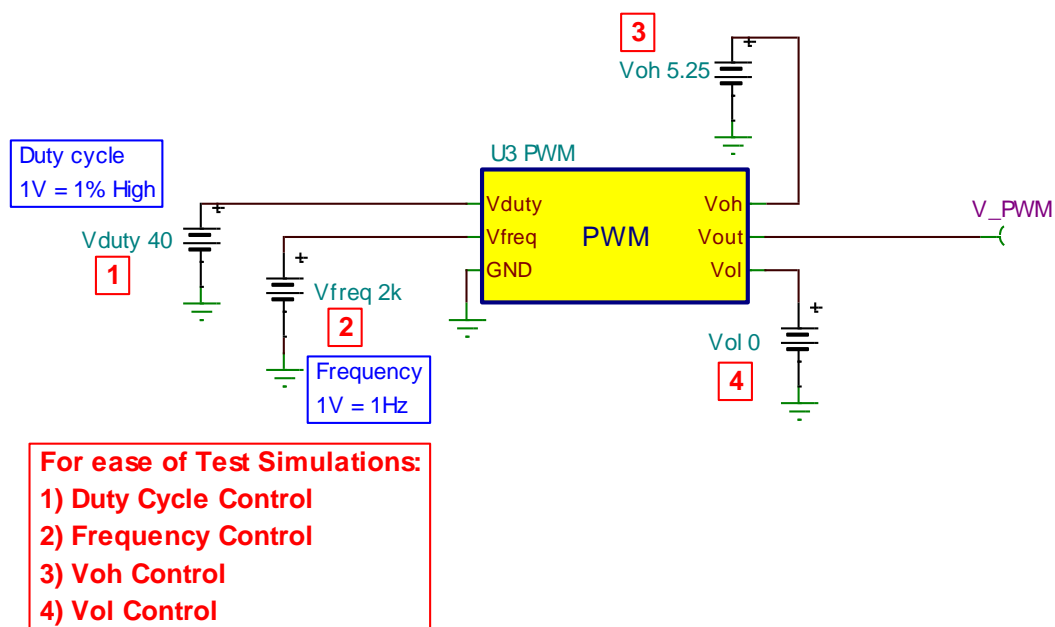 3
+
Voh 5.25
Duty cycle
1V = 1% High
U3 PWM
+
Vduty 40
1
Vduty
Vfreq
GND
PWM
Voh
Vout
Vol
V_PWM
+
Vfreq 2k
2
+
Vol 0
4
Frequency
1V = 1Hz
For ease of Test Simulations:
1) Duty Cycle Control
2) Frequency Control
3) Voh Control
4) Vol Control